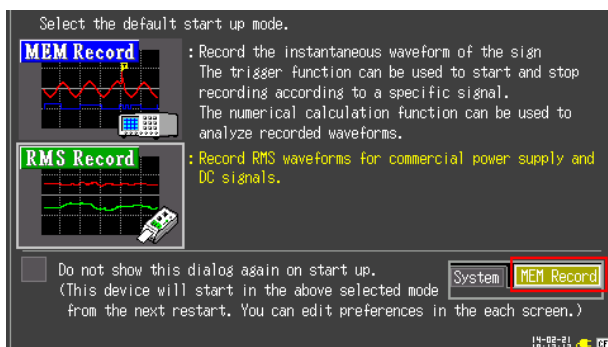 Select the default start up mode.
MEM Record
: Record the instantaneous waveform of the sign
The trigger function can be used to start and stop
recording according to a specific signal.
The numerical calculation function can be used to
analyze recorded waveforms.
RMS Record
: Record RMS waveforms for commercial power supply and
DC signals.
Do not show this dialog again on start up.
(This device will start in the above selected mode
from the next restart. You can edit preferences in the each screen.)
System MEM Record
14-02-21